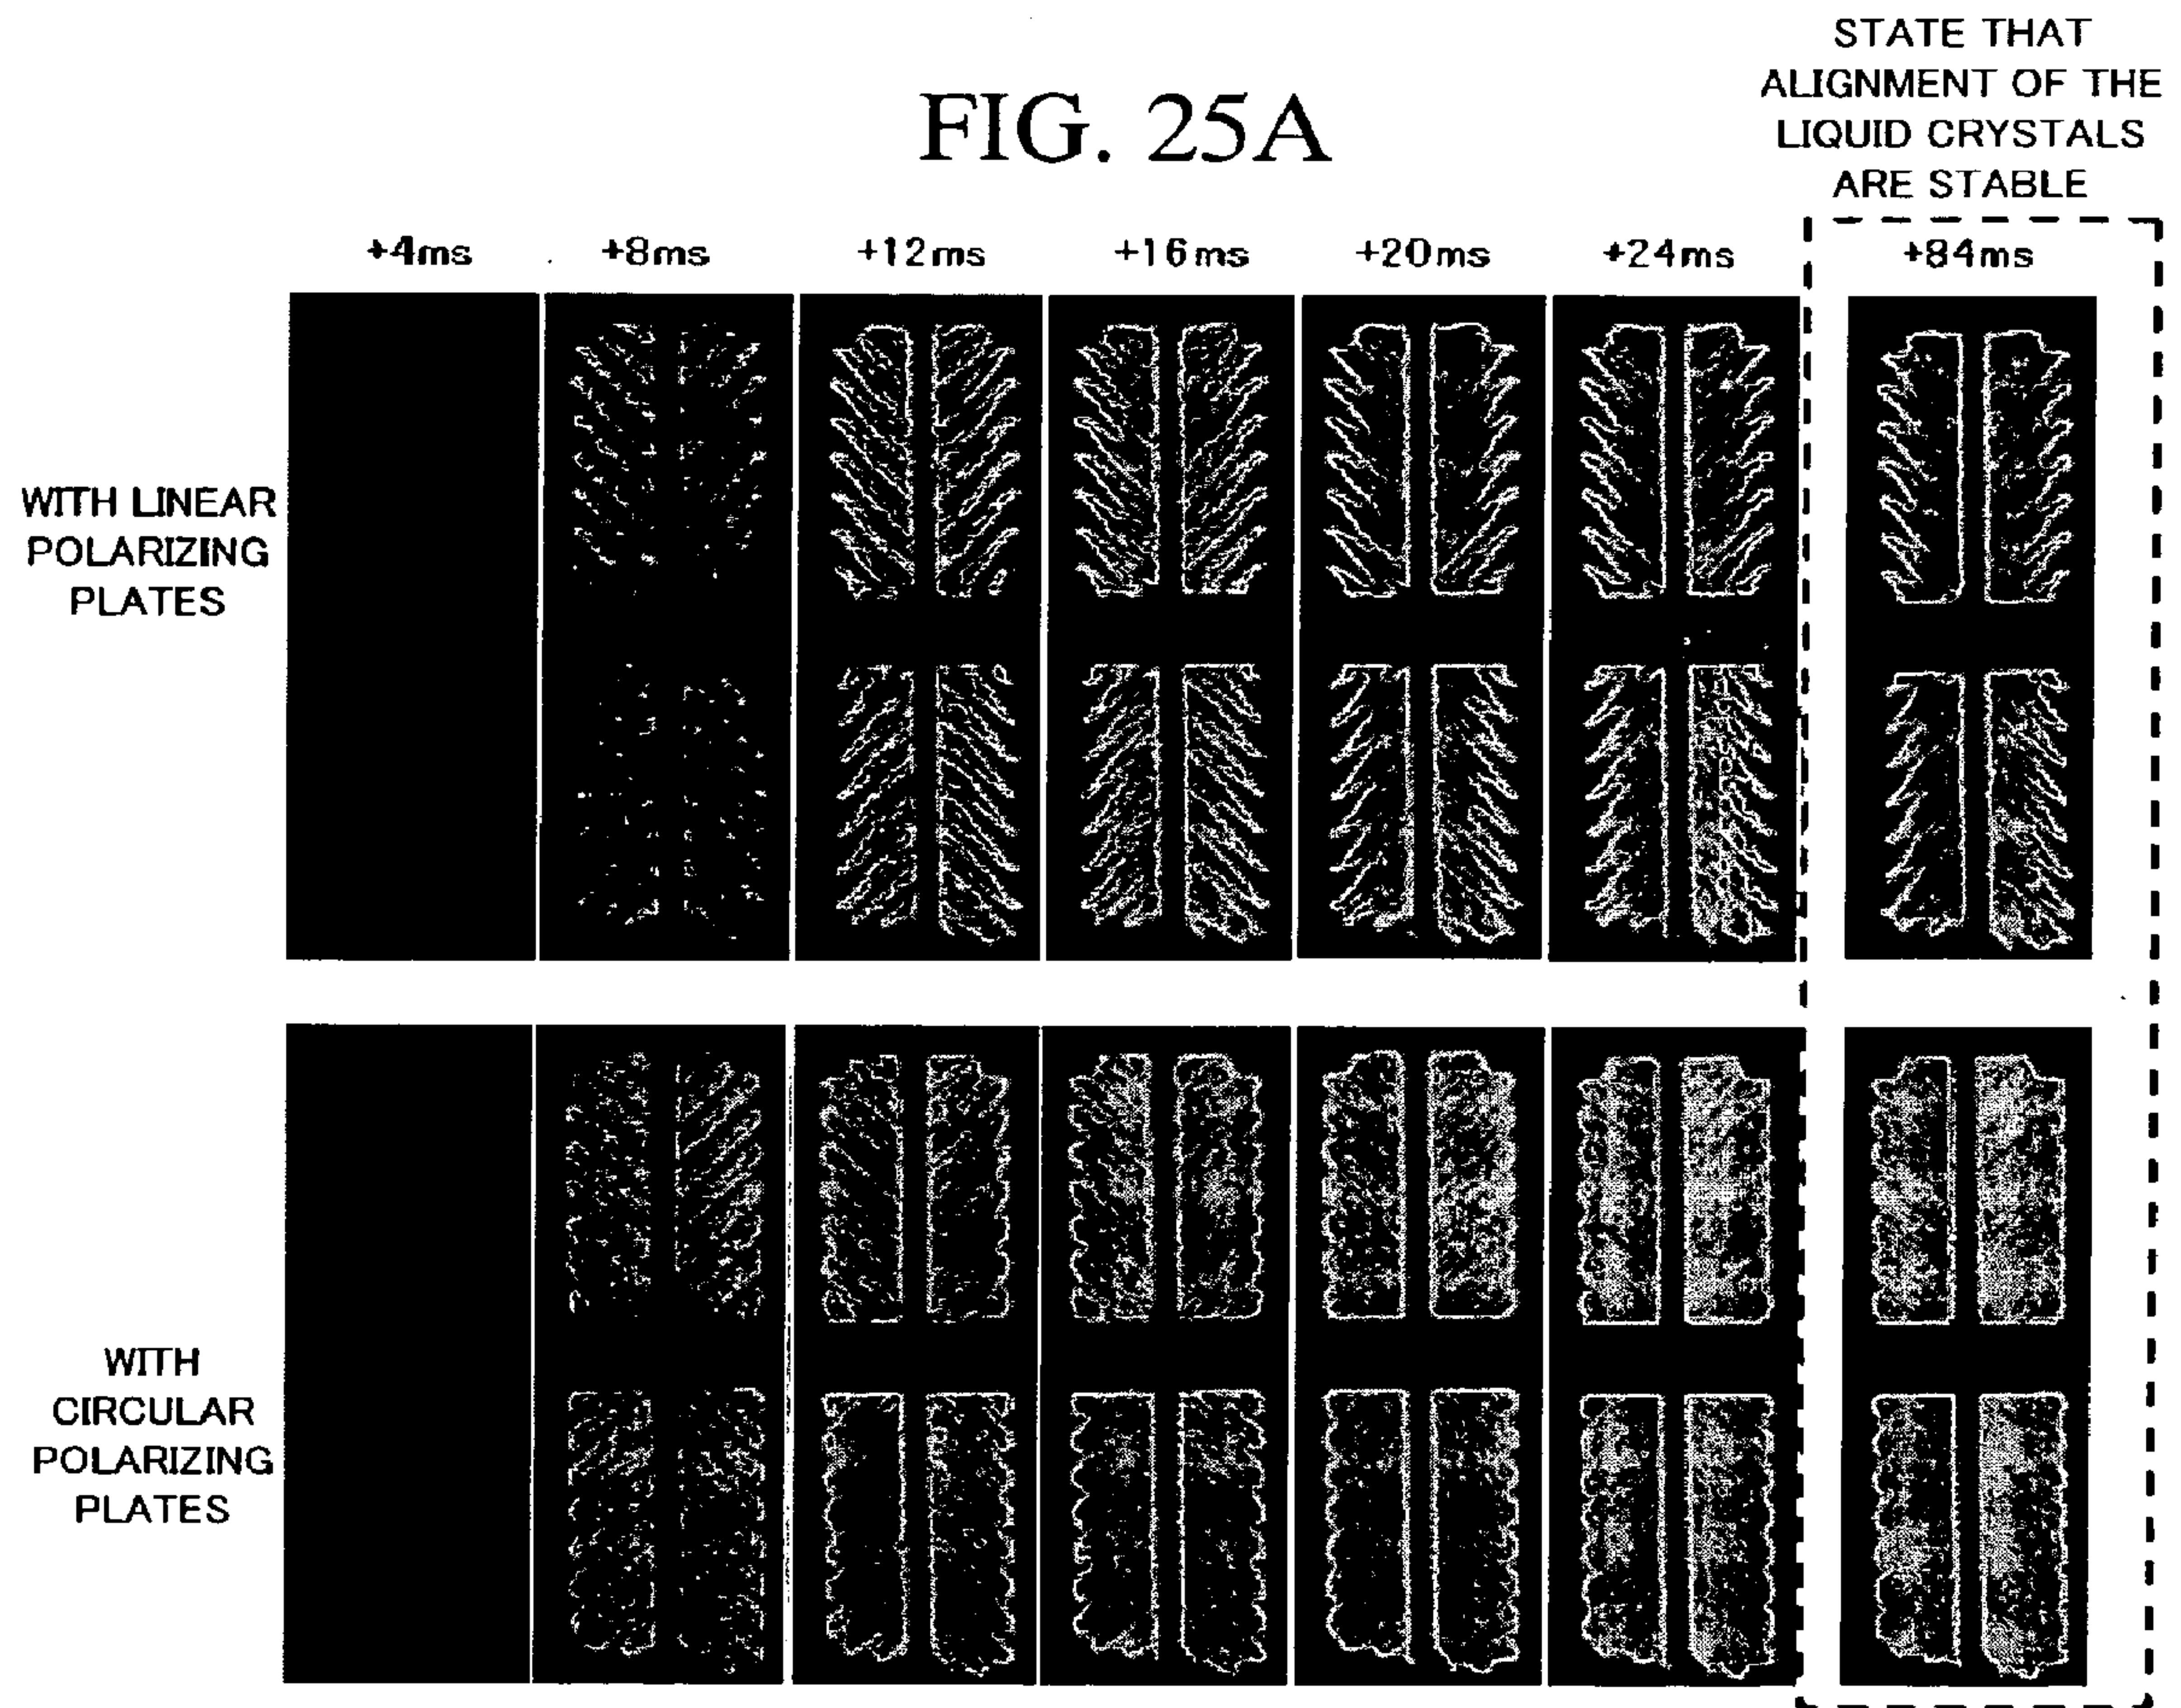 FIG. 25A
STATE THAT
ALIGNMENT OF THE
LIQUID CRYSTALS
ARE STABLE
+4ms +8ms +12ms +16ms +20ms +24ms +84ms
WITH LINEAR
POLARIZING
PLATES
WITH
CIRCULAR
POLARIZING
PLATES